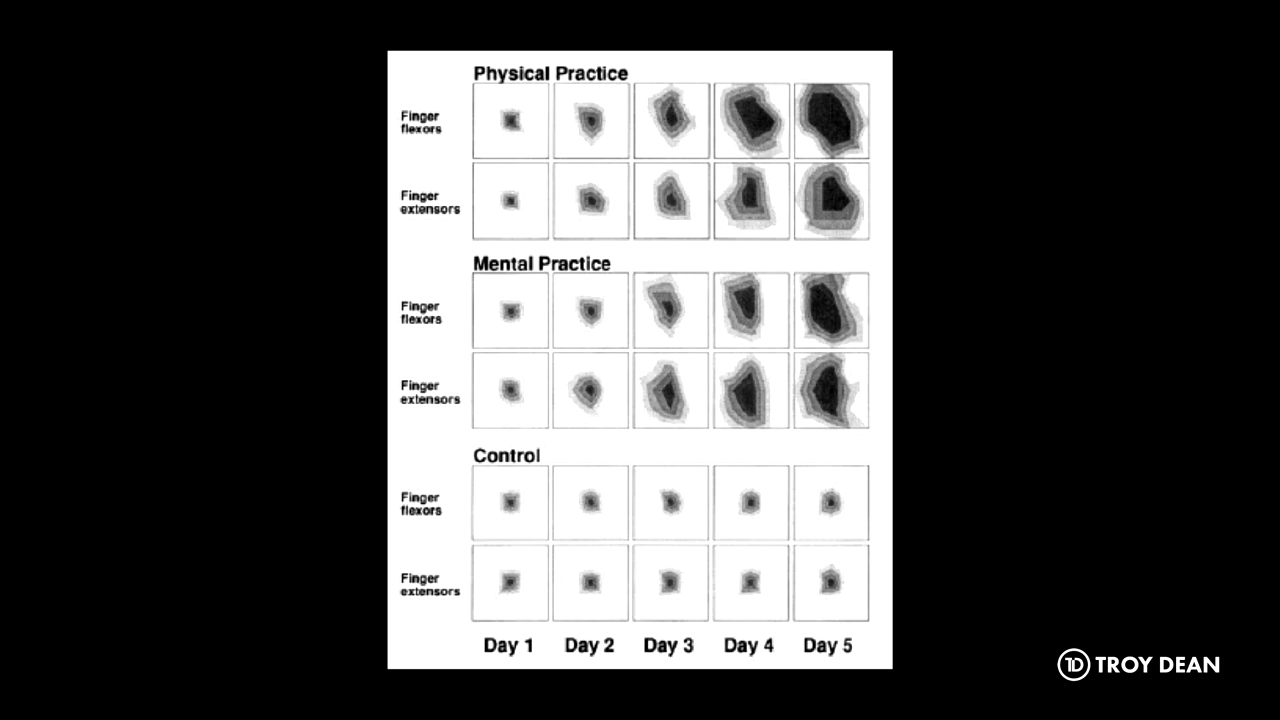 Physical Practice
Finger
flexors
Finger
extensors
Mental Practice
Finger
flexors
Finger
extensors
Control
Finger
flexors
Finger
extensors
Day 1 Day 2 Day 3 Day 4 Day 5
TD TROY DEAN